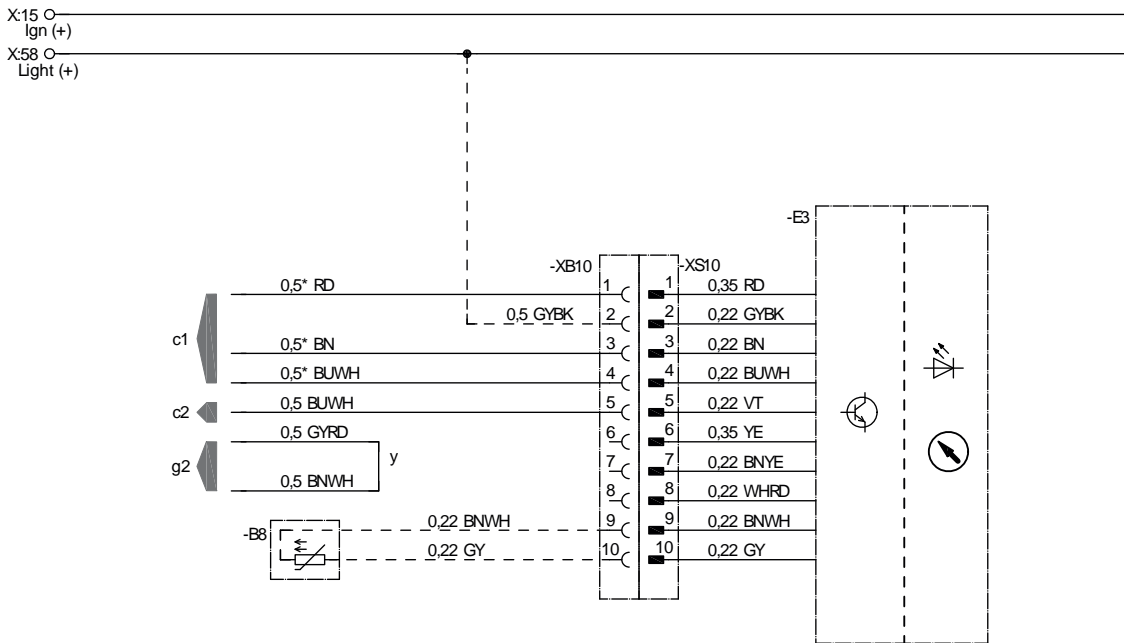 X:15
Ign (+)
X:58
Light (+)
-E3
-XB10 -XS10
0,5* RD 1 1 0,35 RD
0,5 GYBK 2 2 0,22 GYBK
c1
0,5* BN 3 3 0,22 BN
0,5* BUWH 4 4 0,22 BUWH
c2 0,5 BUWH 5 5 0,22 VT
0,5 GYRD 6 6 0,35 YE
g2 y
7 7 0,22 BNYE
0,5 BNWH 8 8 0,22 WHRD
-B8 0,22 BNWH 9 9 0,22 BNWH
0,22 GY 10 10 0,22 GY